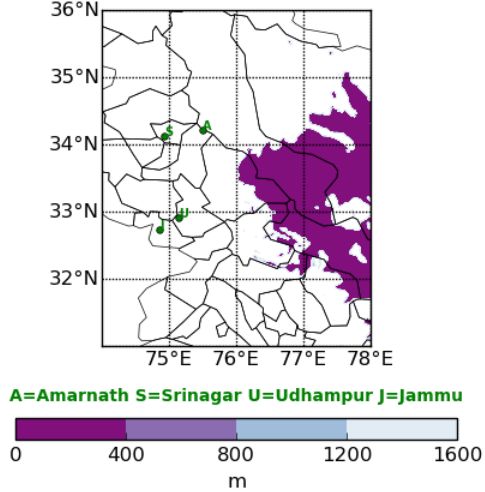 36°N
35°N
34°N
33°N
32°N
A
S
U
J
75°E 76°E 77°E 78°E
A=Amarnath S=Srinagar U=Udhampur J=Jammu
0 400 800 1200 1600
m